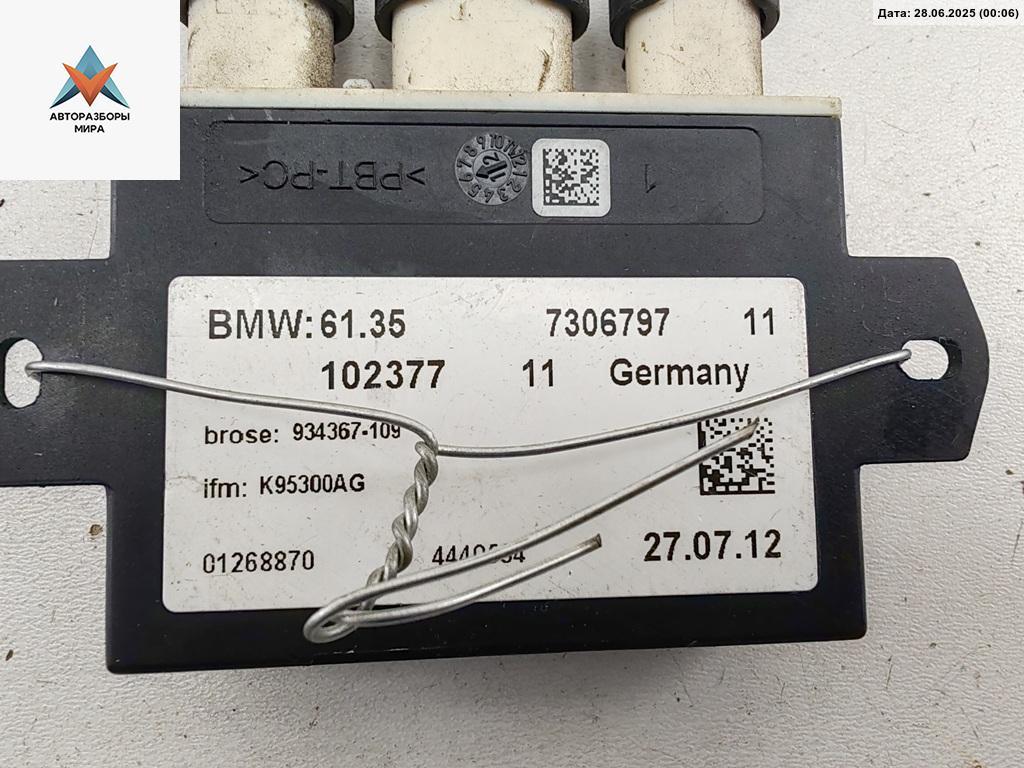 Дата: 28.06.2025 (00:06)
АВТОРАЗБОРЫ
МИРА
>PBT-PC<
1
BMW: 61.35 7306797 11
102377 11 Germany
brose: 934367-109
ifm: K95300AG
01268870
27.07.12